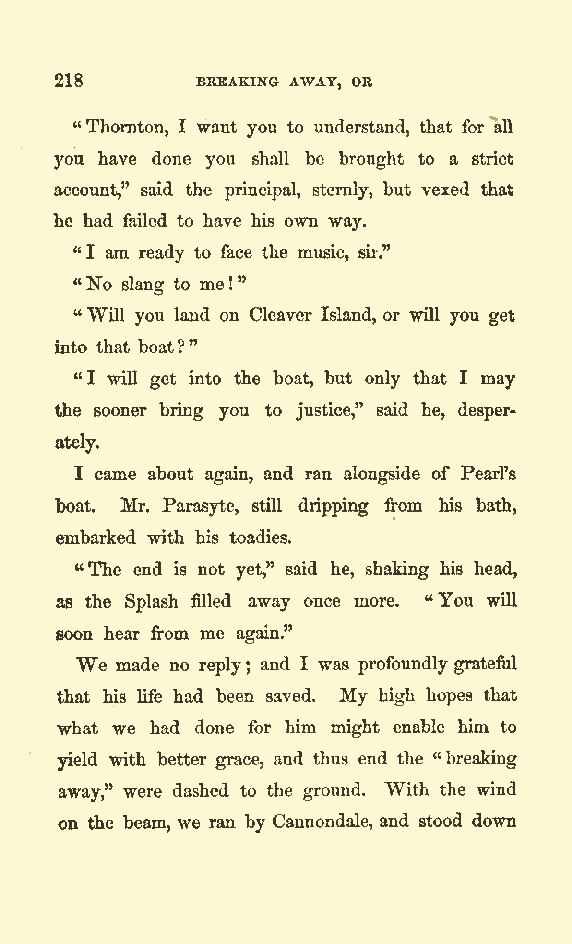 218 BREAKING AWAY, OR
“Thornton, I want you to understand, that for all
you have done you shall be brought to a strict
account,” said the principal, sternly, but vexed that
he had failed to have his own way.
“I am ready to face the music, sir.”
“No slang to me!”
“Will you land on Cleaver Island, or will you get
into that boat?”
“I will get into the boat, but only that I may
the sooner bring you to justice,” said he, desper-
ately.
I came about again, and ran alongside of Pearl’s
boat. Mr. Parasyte, still dripping from his bath,
embarked with his toadies.
“The end is not yet,” said he, shaking his head,
as the Splash filled away once more. “You will
soon hear from me again.”
We made no reply; and I was profoundly grateful
that his life had been saved. My high hopes that
what we had done for him might enable him to
yield with better grace, and thus end the “breaking
away,” were dashed to the ground. With the wind
on the beam, we ran by Cannondale, and stood down